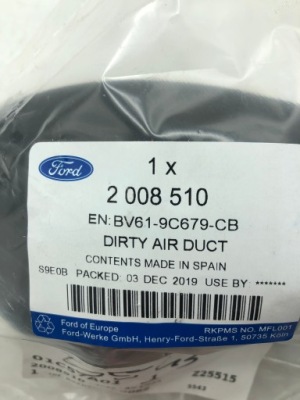 Ford
1 x
2 008 510
EN: BV61-9C679-CB
DIRTY AIR DUCT
CONTENTS MADE IN SPAIN
S9E0B PACKED: 03 DEC 2019 USE BY: *******
Ford of Europe
Ford-Werke GmbH, Henry-Ford-Straße 1, 50735 Köln
RKPMS NO. MFL001
225515